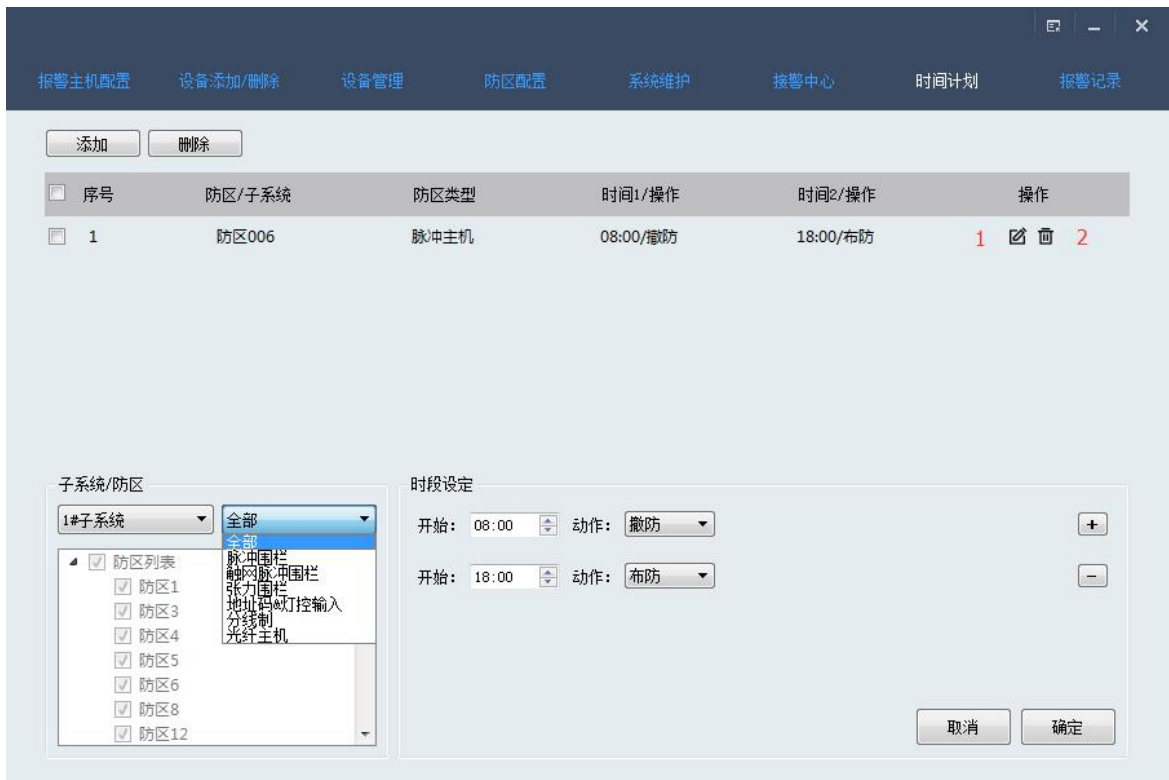 报警主机配置 设备添加/删除 设备管理 防区配置 系统维护 接警中心 时间计划 报警记录
添加 删除
序号 防区/子系统 防区类型 时间1/操作 时间2/操作 操作
1 防区006 脉冲主机 08:00/撤防 18:00/布防 1 2
子系统/防区
1#子系统 全部
全部
脉冲围栏
触网脉冲围栏
张力围栏
地址码&灯控输入
分线制
光纤主机
防区列表
防区1
防区3
防区4
防区5
防区6
防区8
防区12
时段设定
开始： 08:00 动作： 撤防 +
开始： 18:00 动作： 布防 -
取消 确定